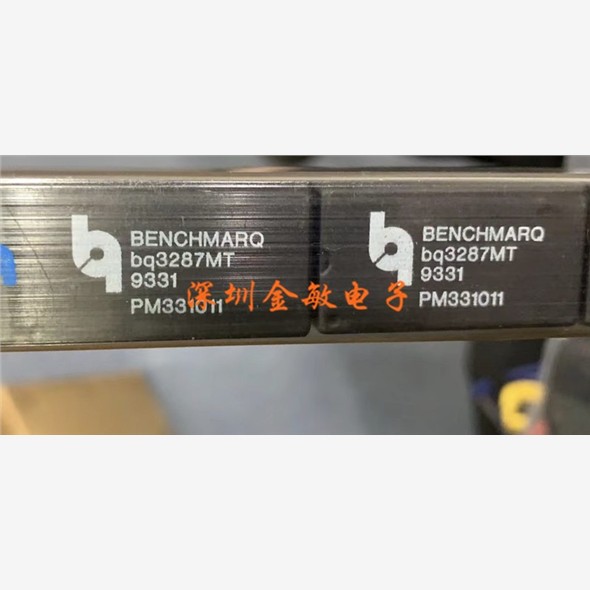 BENCHMARQ
bq3287MT
9331
PM331011
BENCHMARQ
bq3287MT
9331
PM331011
深圳金敏电子